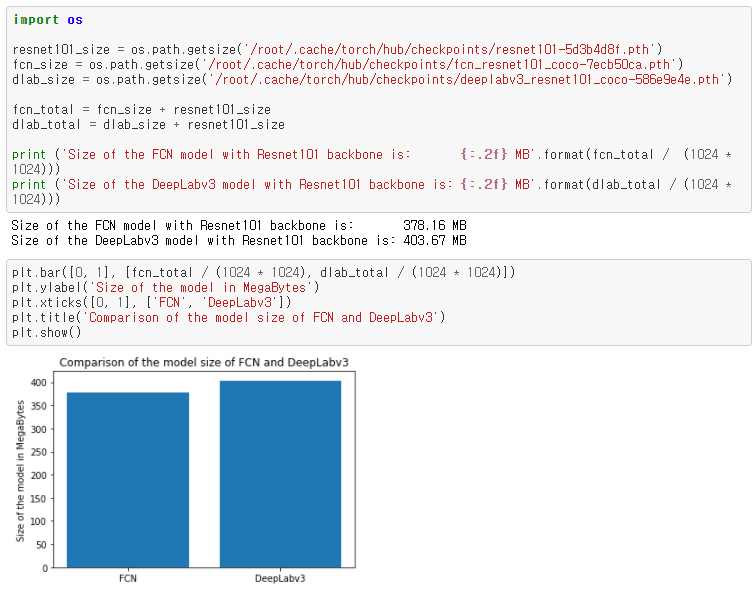 import os
resnet101_size = os.path.getsize('/root/.cache/torch/hub/checkpoints/resnet101-5d3b4d8f.pth')
fcn_size = os.path.getsize('/root/.cache/torch/hub/checkpoints/fcn_resnet101_coco-7ecb50ca.pth')
dlab_size = os.path.getsize('/root/.cache/torch/hub/checkpoints/deeplabv3_resnet101_coco-586e9e4e.pth')
fcn_total = fcn_size + resnet101_size
dlab_total = dlab_size + resnet101_size
print ('Size of the FCN model with Resnet101 backbone is:       {:.2f} MB'.format(fcn_total /  (1024 *
1024)))
print ('Size of the DeepLabv3 model with Resnet101 backbone is: {:.2f} MB'.format(dlab_total / (1024 *
1024)))
Size of the FCN model with Resnet101 backbone is:       378.16 MB
Size of the DeepLabv3 model with Resnet101 backbone is: 403.67 MB
plt.bar([0, 1], [fcn_total / (1024 * 1024), dlab_total / (1024 * 1024)])
plt.ylabel('Size of the model in MegaBytes')
plt.xticks([0, 1], ['FCN', 'DeepLabv3'])
plt.title('Comparison of the model size of FCN and DeepLabv3')
plt.show()
Comparison of the model size of FCN and DeepLabv3
Size of the model in MegaBytes
400
350
300
250
200
150
100
50
0
FCN
DeepLabv3